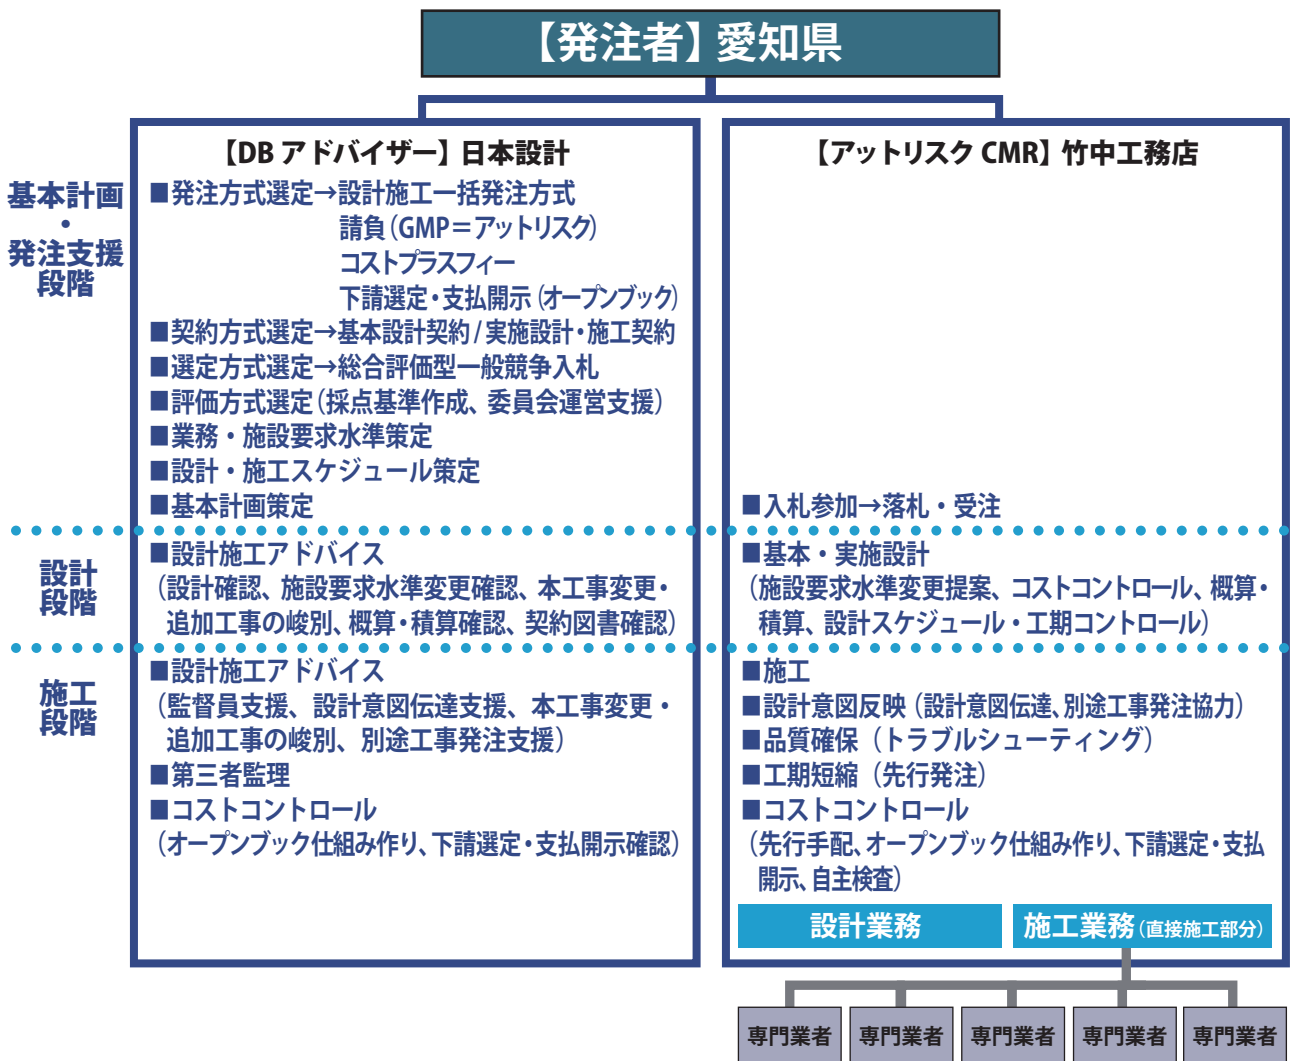 【発注者】愛知県
【DB アドバイザー】日本設計
基本計画
・
発注支援
段階
■発注方式選定→設計施工一括発注方式
請負(GMP＝アットリスク)
コストプラスフィー
下請選定・支払開示(オープンブック)
■契約方式選定→基本設計契約/実施設計・施工契約
■選定方式選定→総合評価型一般競争入札
■評価方式選定(採点基準作成、委員会運営支援)
■業務・施設要求水準策定
■設計・施工スケジュール策定
■基本計画策定
設計
段階
■設計施工アドバイス
(設計確認、施設要求水準変更確認、本工事変更・
追加工事の峻別、概算・積算確認、契約図書確認)
施工
段階
■設計施工アドバイス
(監督員支援、設計意図伝達支援、本工事変更・
追加工事の峻別、別途工事発注支援)
■第三者監理
■コストコントロール
(オープンブック仕組み作り、下請選定・支払開示確認)
【アットリスク CMR】竹中工務店
■入札参加→落札・受注
■基本・実施設計
(施設要求水準変更提案、コストコントロール、概算・
積算、設計スケジュール・工期コントロール)
■施工
■設計意図反映(設計意図伝達、別途工事発注協力)
■品質確保(トラブルシューティング)
■工期短縮(先行発注)
■コストコントロール
(先行手配、オープンブック仕組み作り、下請選定・支払
開示、自主検査)
設計業務
施工業務(直接施工部分)
専門業者
専門業者
専門業者
専門業者
専門業者